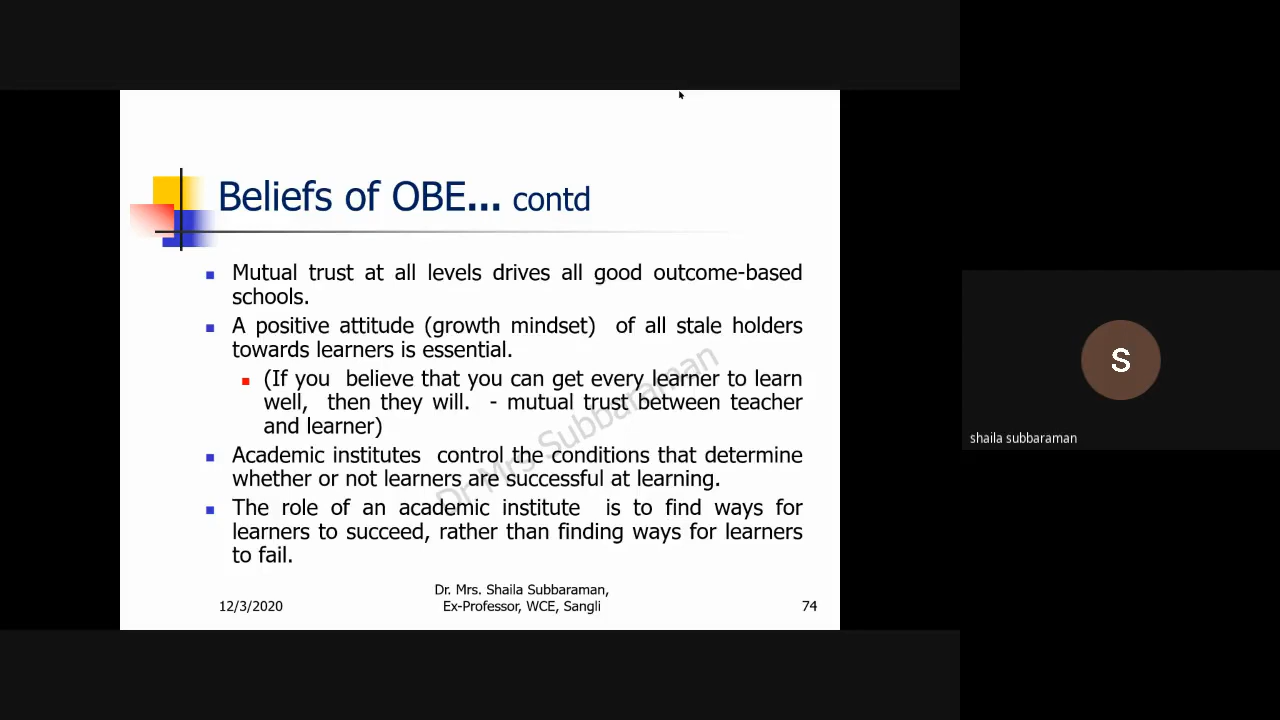 Beliefs of OBE... contd
Mutual trust at all levels drives all good outcome-based
schools.
A positive attitude (growth mindset) of all stale holders
towards learners is essential.
(If you believe that you can get every learner to learn
well, then they will. - mutual trust between teacher
and learner)
Academic institutes control the conditions that determine
whether or not learners are successful at learning.
The role of an academic institute is to find ways for
learners to succeed, rather than finding ways for learners
to fail.
Dr Mrs Subbaraman
12/3/2020
Dr. Mrs. Shaila Subbaraman,
Ex-Professor, WCE, Sangli
74
S
shaila subbaraman